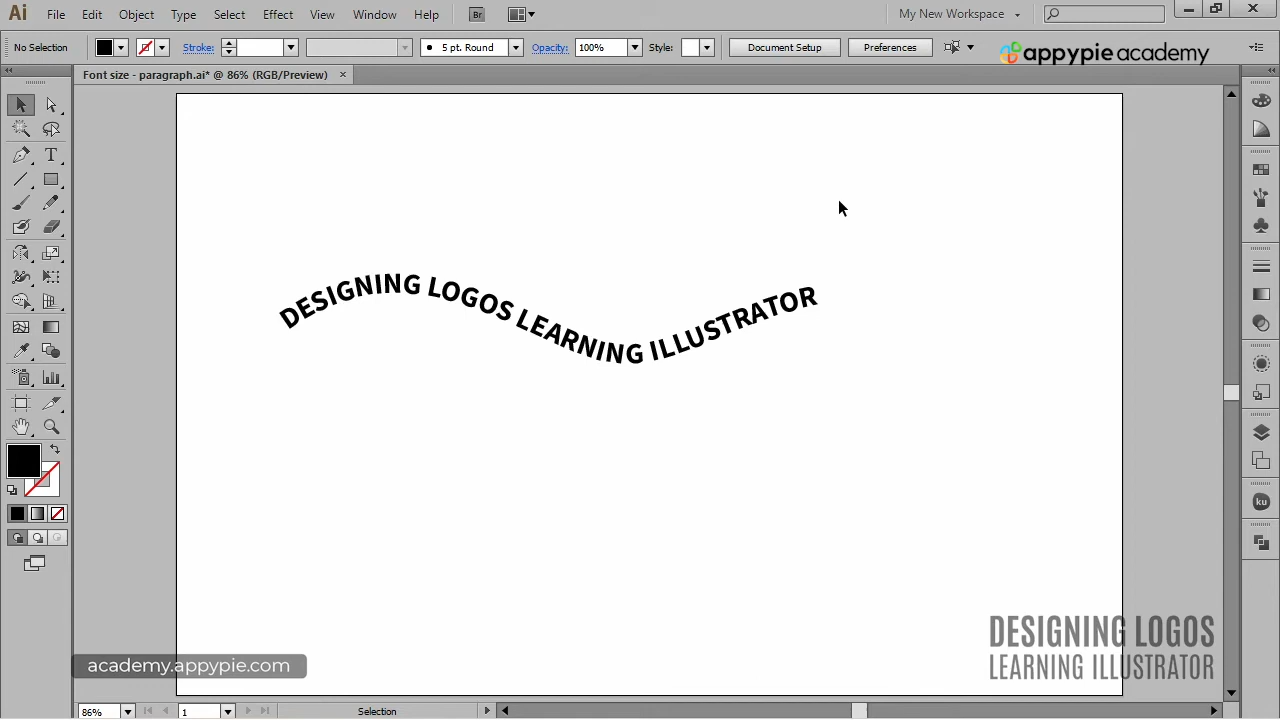 Ai File Edit Object Type Select Effect View Window Help Br My New Workspace
No Selection Stroke: 5 pt. Round Opacity: 100% Style: Document Setup Preferences appypie academy
Font size - paragraph.ai* @ 86% (RGB/Preview) ×
DESIGNING LOGOS LEARNING ILLUSTRATOR
T
ku
DESIGNING LOGOS
LEARNING ILLUSTRATOR
academy.appypie.com
86% 1 Selection